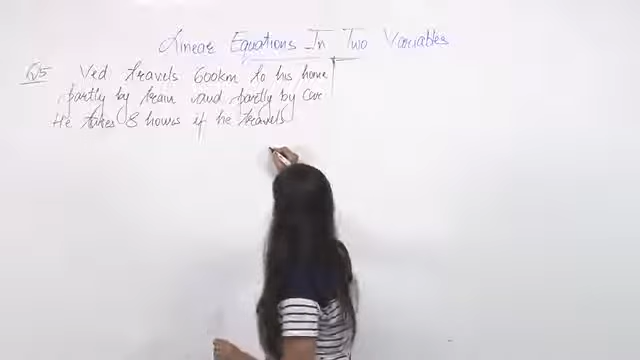 Linear Equations In Two Variables
Q5 Ved travels 600km to his home
partly by train and partly by Car
He takes 8 hours if he travels